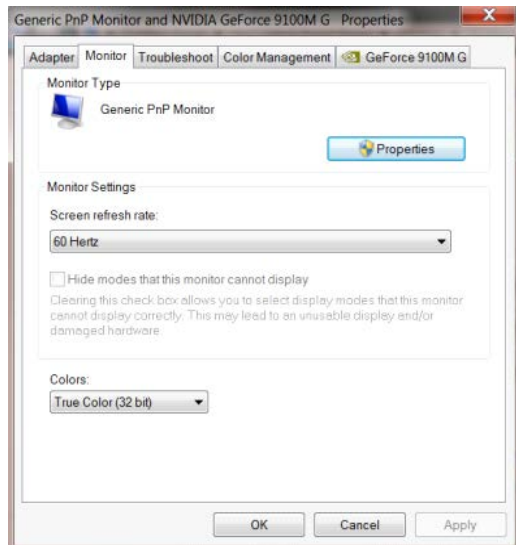 Generic PnP Monitor and NVIDIA GeForce 9100M G Properties
Adapter Monitor Troubleshoot Color Management GeForce 9100M G
Monitor Type
Generic PnP Monitor
Properties
Monitor Settings
Screen refresh rate:
60 Hertz
Hide modes that this monitor cannot display
Clearing this check box allows you to select display modes that this monitor
cannot display correctly. This may lead to an unusable display and/or
damaged hardware.
Colors:
True Color (32 bit)
OK Cancel Apply